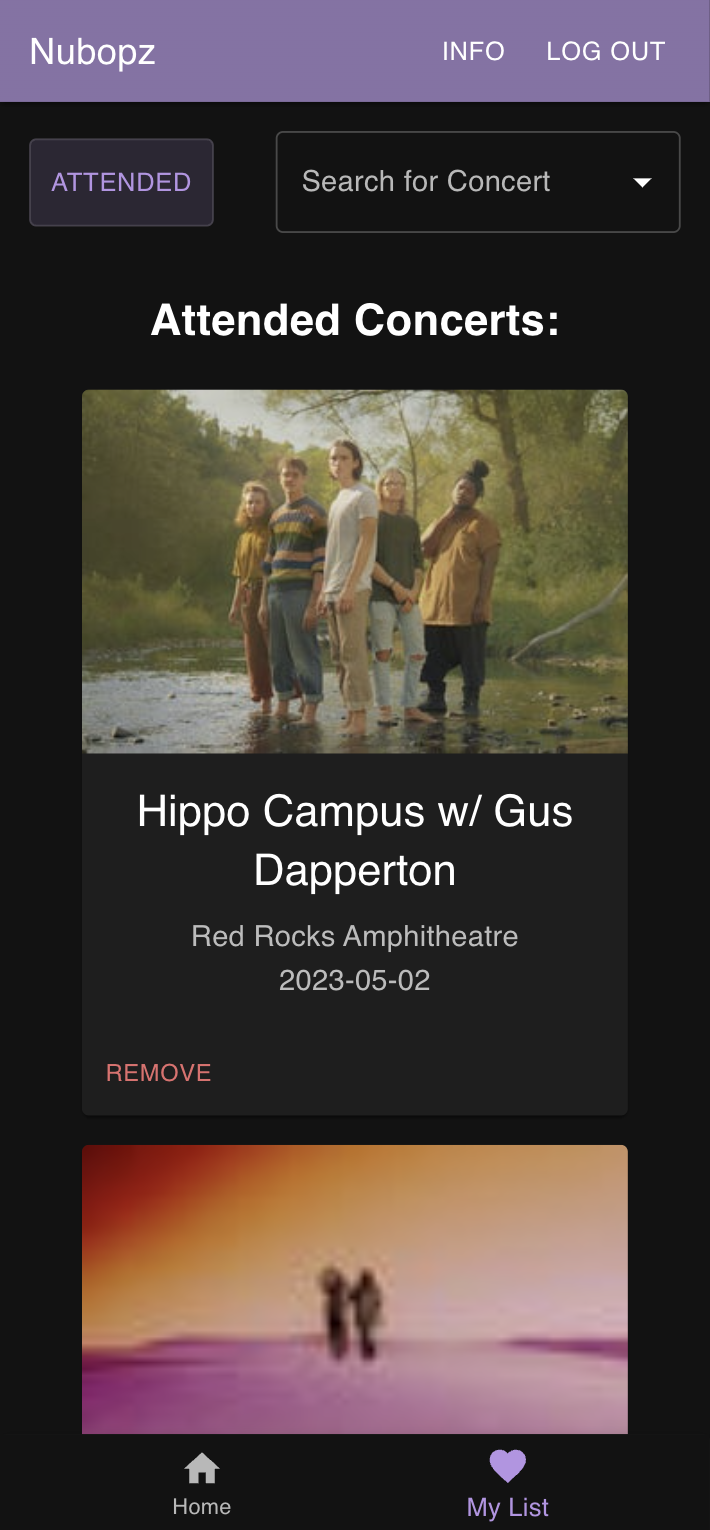 Nubopz INFO LOG OUT
ATTENDED Search for Concert
Attended Concerts:
Hippo Campus w/ Gus
Dapperton
Red Rocks Amphitheatre
2023-05-02
REMOVE
Home My List